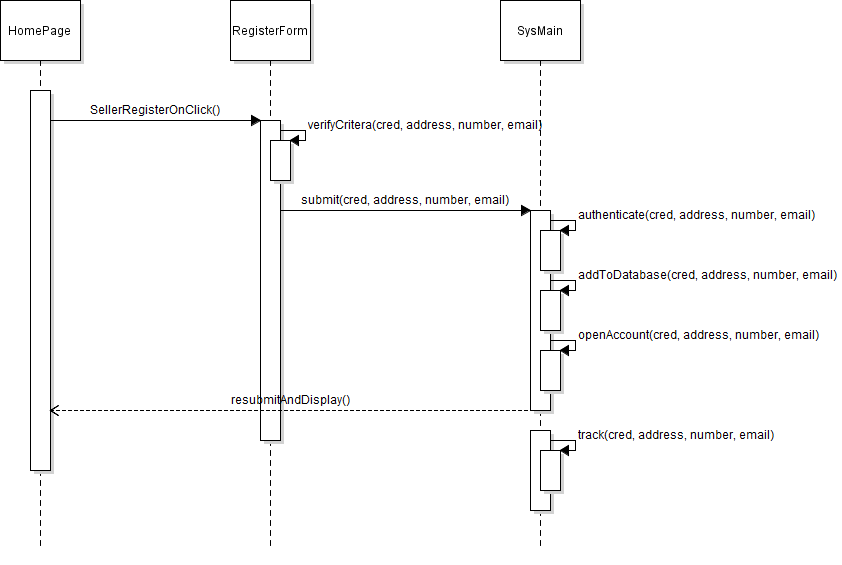 HomePage
RegisterForm
SysMain
SellerRegisterOnClick()
verifyCritera(cred, address, number, email)
submit(cred, address, number, email)
authenticate(cred, address, number, email)
addToDatabase(cred, address, number, email)
openAccount(cred, address, number, email)
resubmitAndDisplay()
track(cred, address, number, email)